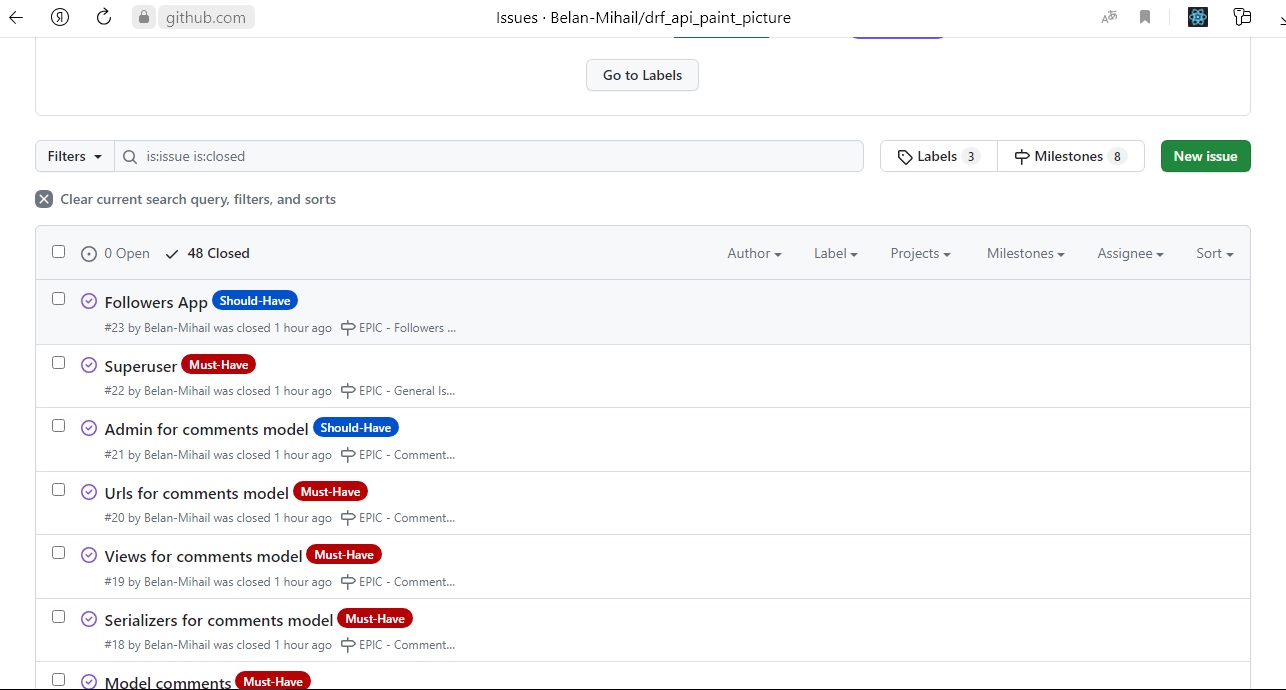 github.com
Issues · Belan-Mihail/drf_api_paint_picture
Go to Labels
Filters
is:issue is:closed
Labels 3
Milestones 8
New issue
Clear current search query, filters, and sorts
0 Open
48 Closed
Author
Label
Projects
Milestones
Assignee
Sort
Followers App Should-Have
#23 by Belan-Mihail was closed 1 hour ago EPIC - Followers ...
Superuser Must-Have
#22 by Belan-Mihail was closed 1 hour ago EPIC - General Is...
Admin for comments model Should-Have
#21 by Belan-Mihail was closed 1 hour ago EPIC - Comment...
Urls for comments model Must-Have
#20 by Belan-Mihail was closed 1 hour ago EPIC - Comment...
Views for comments model Must-Have
#19 by Belan-Mihail was closed 1 hour ago EPIC - Comment...
Serializers for comments model Must-Have
#18 by Belan-Mihail was closed 1 hour ago EPIC - Comment...
Model comments Must-Have